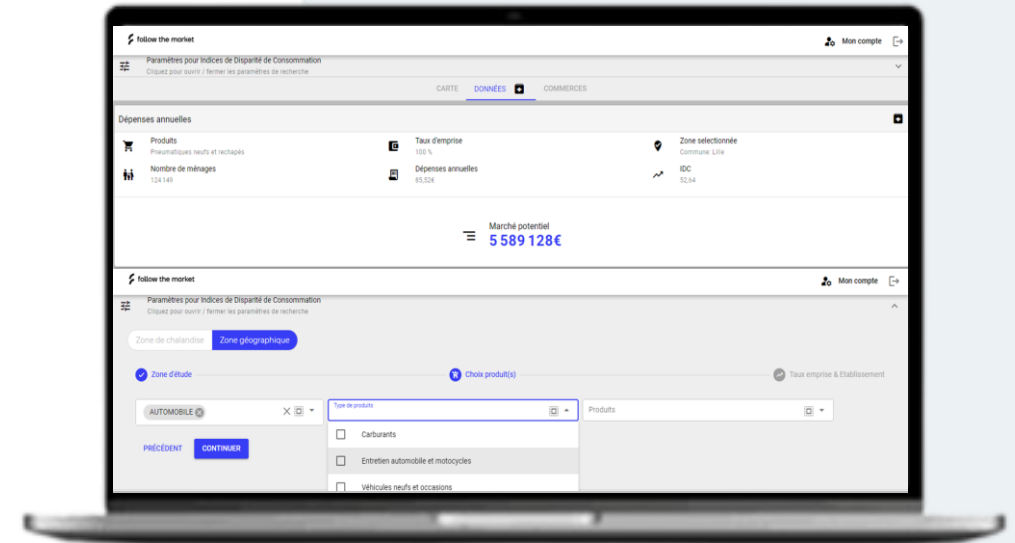 follow the market
Mon compte
Paramètres pour Indices de Disparité de Consommation
Cliquez pour ouvrir / fermer les paramètres de recherche
CARTE DONNÉES COMMERCES
Dépenses annuelles
Produits
Pneumatiques neufs et rechapés
Taux d'emprise
100 %
Zone selectionnée
Commune: Lille
Nombre de ménages
124 149
Dépenses annuelles
85,52€
IDC
52,64
Marché potentiel
5 589 128€
follow the market
Mon compte
Paramètres pour Indices de Disparité de Consommation
Cliquez pour ouvrir / fermer les paramètres de recherche
Zone de chalandise Zone géographique
Zone d'étude
Choix produit(s)
Taux emprise & Etablissement
AUTOMOBILE
Type de produits
Produits
Carburants
Entretien automobile et motocycles
Véhicules neufs et occasions
PRÉCÉDENT CONTINUER